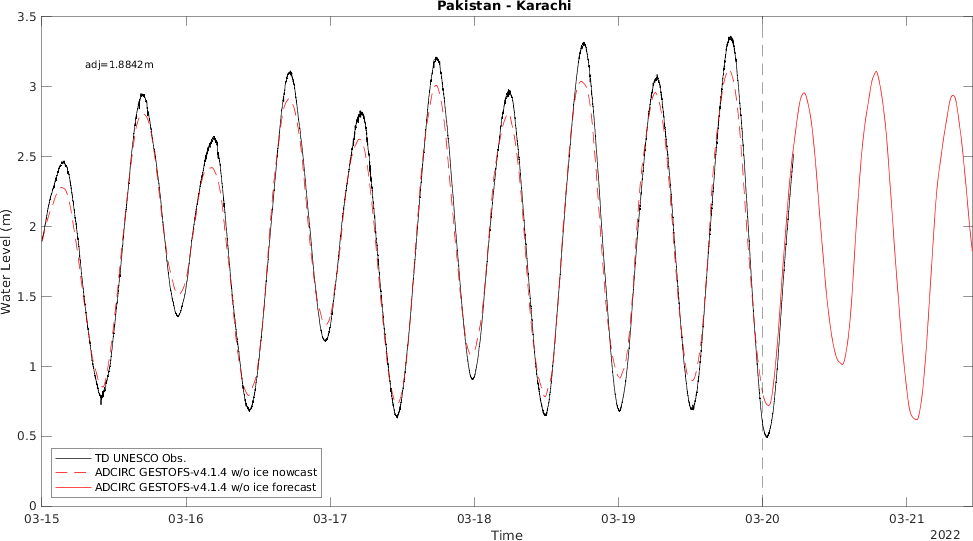 Pakistan - Karachi
3.5
adj=1.8842m
3
2.5
2
1.5
1
0.5
0
Water Level (m)
TD UNESCO Obs.
ADCIRC GESTOFS-v4.1.4 w/o ice nowcast
ADCIRC GESTOFS-v4.1.4 w/o ice forecast
03-15 03-16 03-17 03-18 03-19 03-20 03-21
Time
2022